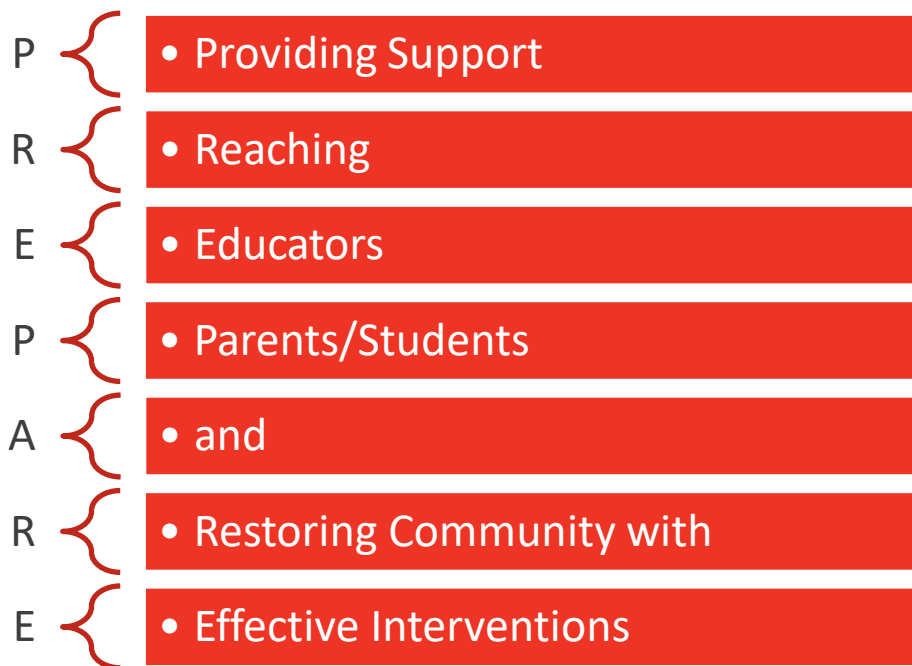 P • Providing Support
R • Reaching
E • Educators
P • Parents/Students
A • and
R • Restoring Community with
E • Effective Interventions